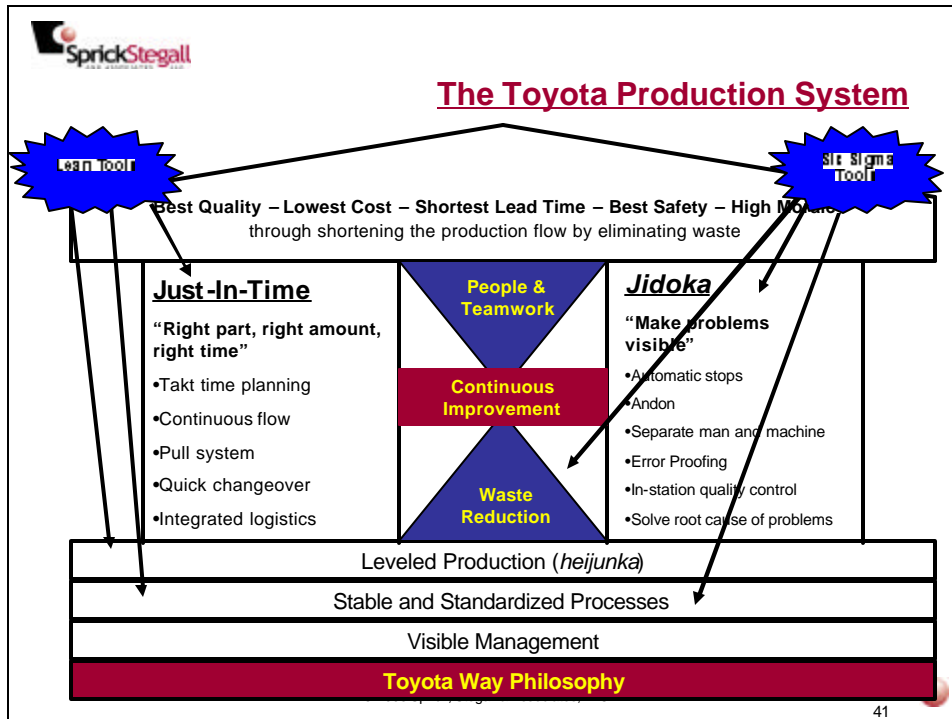 SprickStegall
The Toyota Production System
Lean Tools
Six Sigma
Tools
Best Quality – Lowest Cost – Shortest Lead Time – Best Safety – High Morale
through shortening the production flow by eliminating waste
Just-In-Time
“Right part, right amount,
right time”
•Takt time planning
•Continuous flow
•Pull system
•Quick changeover
•Integrated logistics
People &
Teamwork
Continuous
Improvement
Waste
Reduction
Jidoka
“Make problems
visible”
•Automatic stops
•Andon
•Separate man and machine
•Error Proofing
•In-station quality control
•Solve root cause of problems
Leveled Production (heijunka)
Stable and Standardized Processes
Visible Management
Toyota Way Philosophy
41